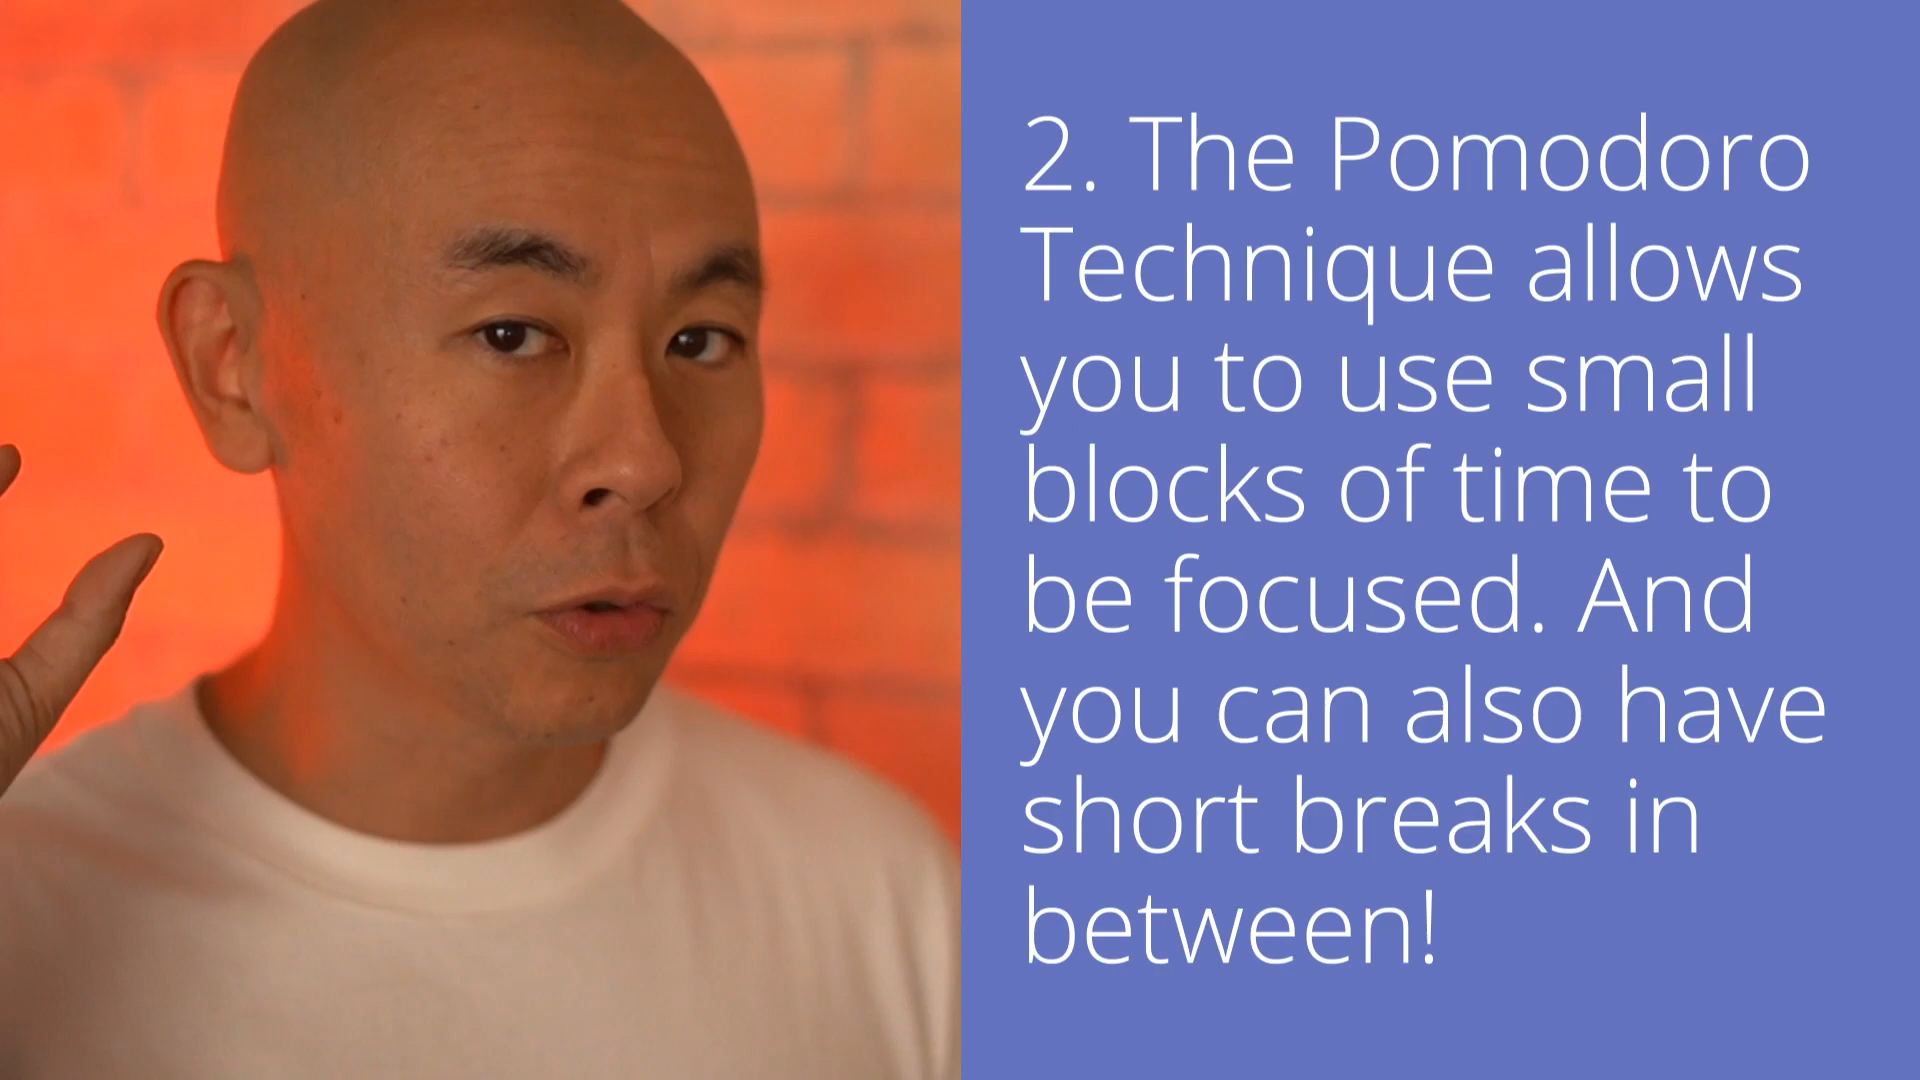 2. The Pomodoro
Technique allows
you to use small
blocks of time to
be focused. And
you can also have
short breaks in
between!